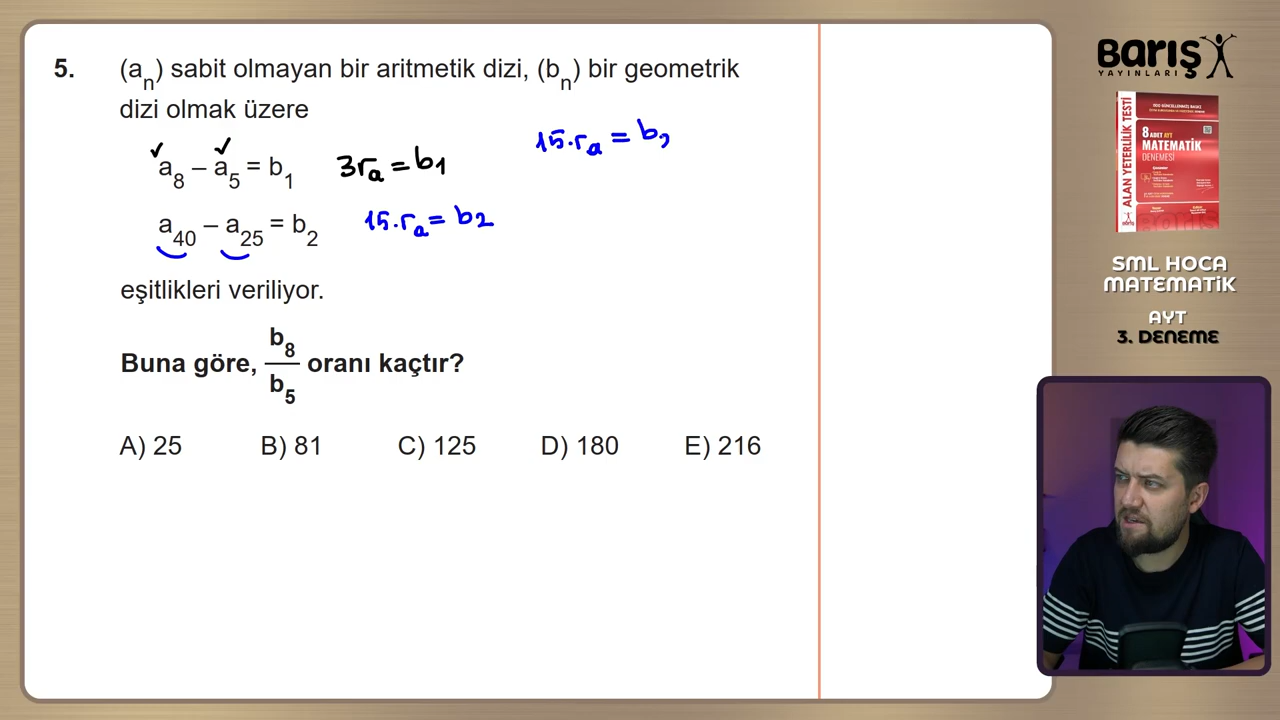 5. (an) sabit olmayan bir aritmetik dizi, (bn) bir geometrik
dizi olmak üzere
a8 – a5 = b1
3ra = b1
15.ra = b2
a40 – a25 = b2
15.ra = b2
eşitlikleri veriliyor.
Buna göre, b8/b5 oranı kaçtır?
A) 25 B) 81 C) 125 D) 180 E) 216
Barış
YAYINLARI
ALAN YETERLİLİK TESTİ
8 ADET AYT
MATEMATİK
DENEMESİ
SML HOCA
MATEMATİK
AYT
3. DENEME